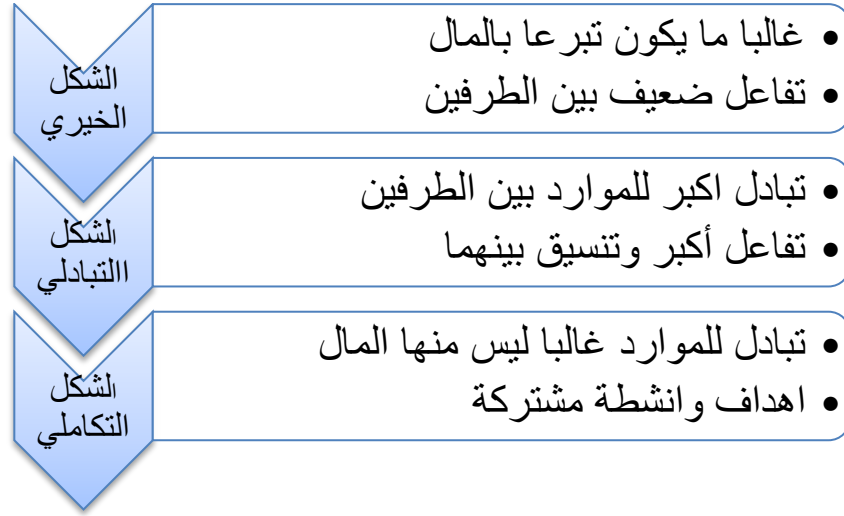 الشكل
الخيري
• غالبا ما يكون تبرعا بالمال
• تفاعل ضعيف بين الطرفين
الشكل
االتبادلي
• تبادل اكبر للموارد بين الطرفين
• تفاعل أكبر وتنسيق بينهما
الشكل
التكاملي
• تبادل للموارد غالبا ليس منها المال
• اهداف وانشطة مشتركة